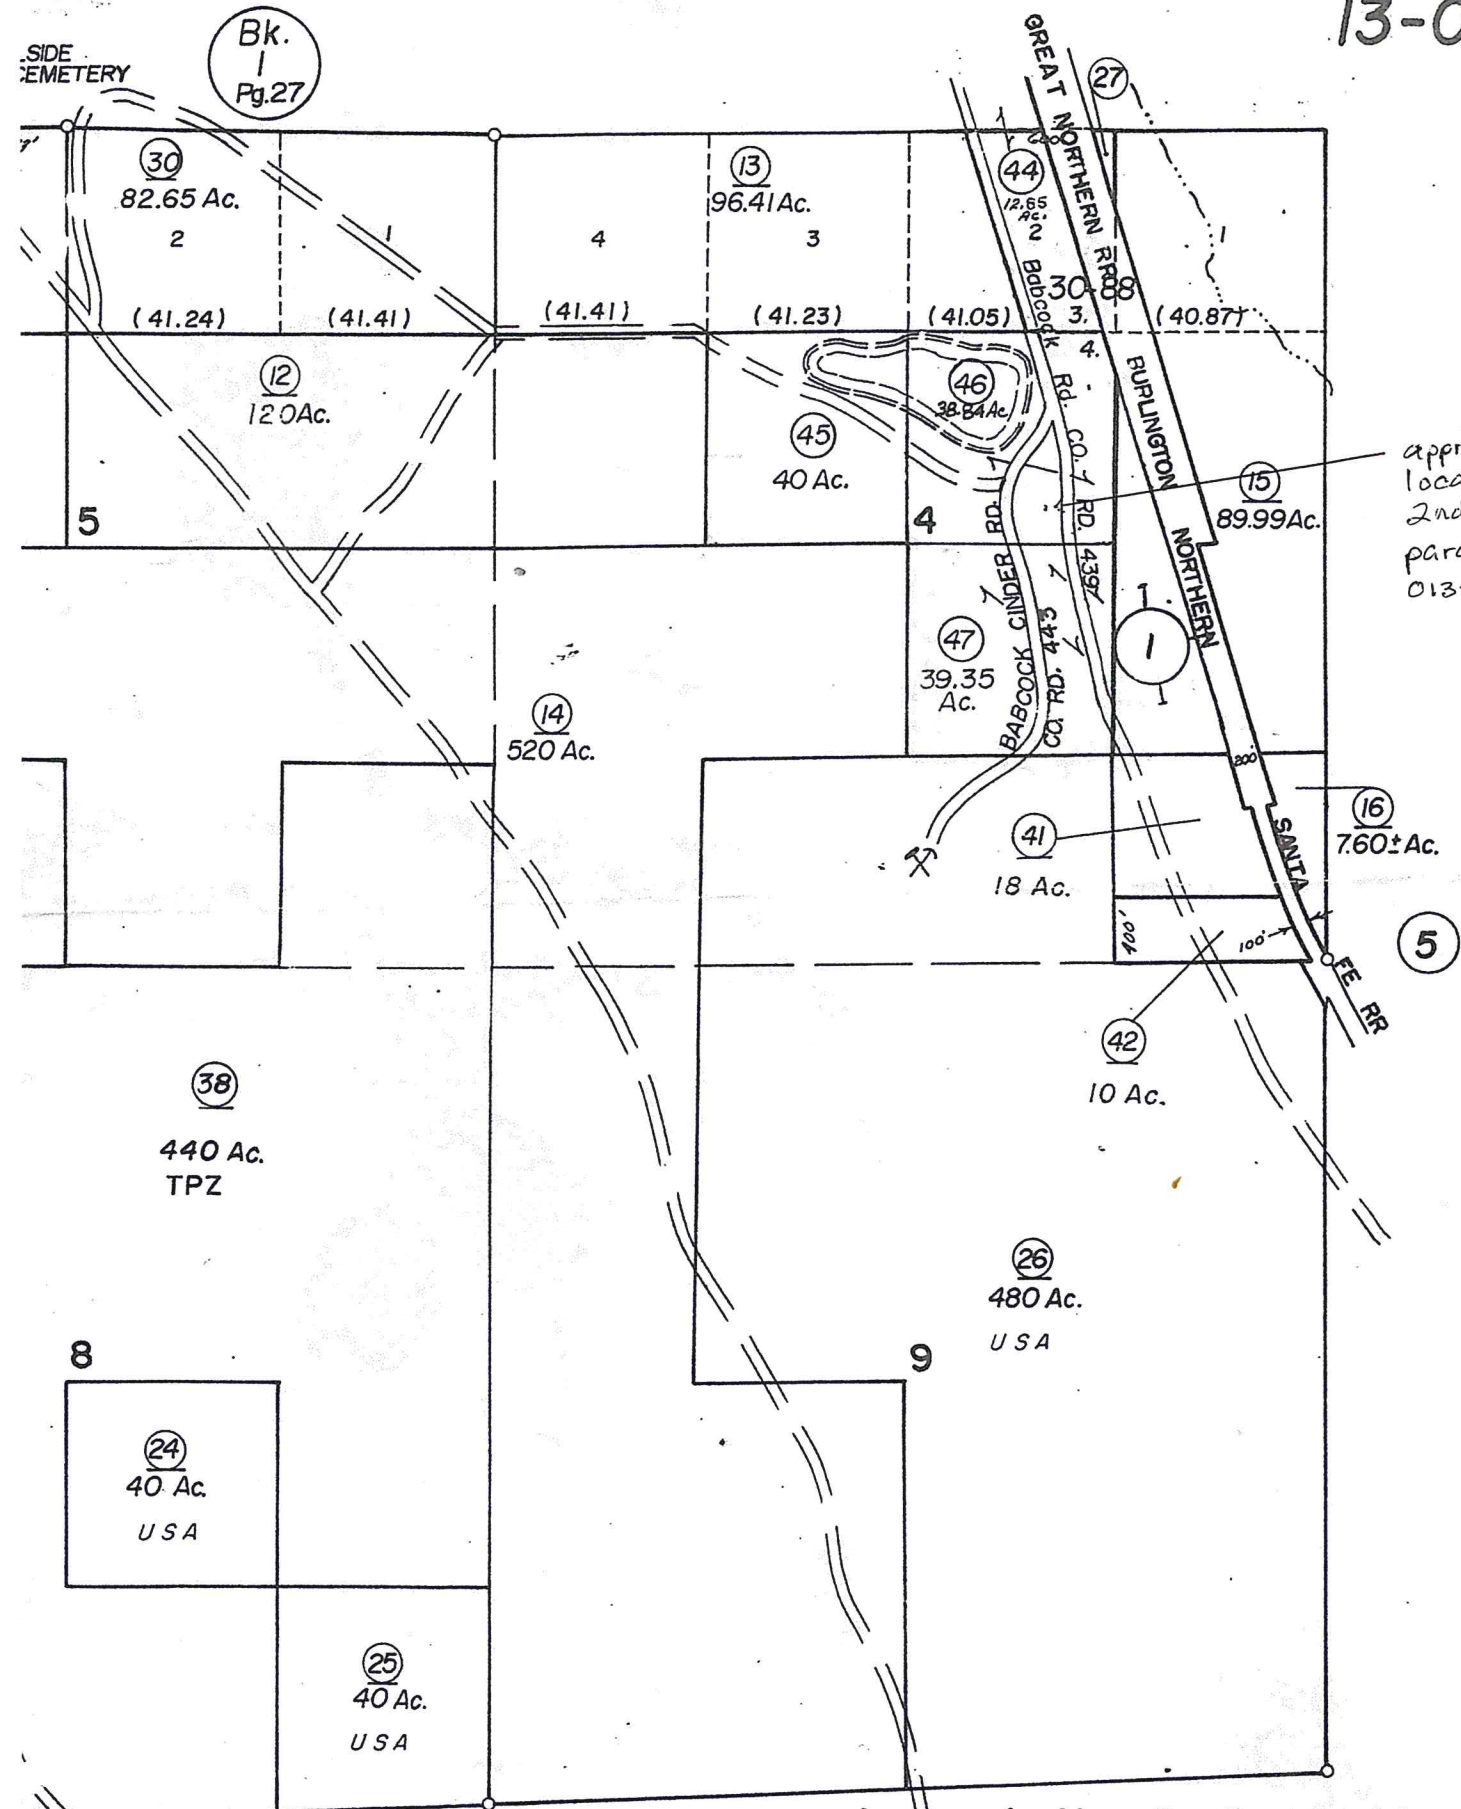 13-0
SIDE
CEMETERY
Bk.
1
Pg.27
27
30
82.65 Ac.
2
1
13
96.41 Ac.
4
3
44
12.65
Ac.
2
1
30-88
(41.24)
(41.41)
(41.41)
(41.23)
(41.05)
3.
(40.87)
4.
GREAT NORTHERN RR
Babcock Rd. CO. RD. 439
BURLINGTON NORTHERN SANTA FE RR
12
120 Ac.
46
38.84 Ac.
45
40 Ac.
5
4
15
89.99 Ac.
appr
loca
2nd
parc
013-
BABCOCK CINDER RD.
CO. RD. 443
1
47
39.35
Ac.
14
520 Ac.
200'
16
7.60± Ac.
41
18 Ac.
400'
100'
5
42
10 Ac.
38
440 Ac.
TPZ
26
480 Ac.
USA
8
9
24
40 Ac.
USA
25
40 Ac.
USA